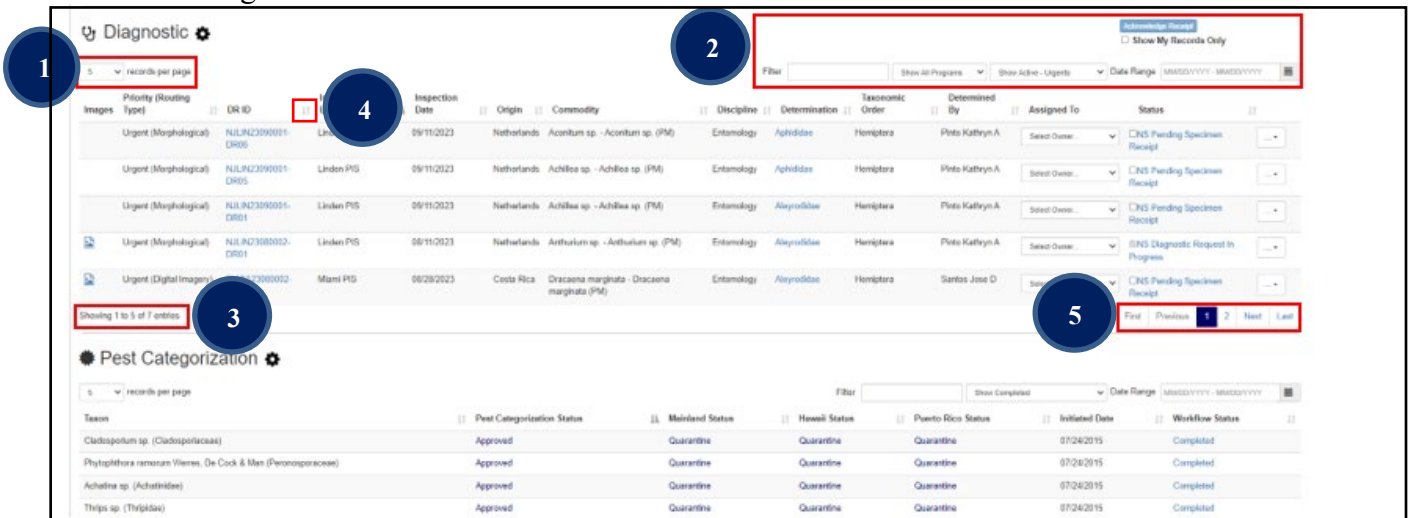 Diagnostic
Acknowledge Receipt
Show My Records Only
1
2
5 records per page
Filter Show All Programs Show Active - Urgents Date Range MM/DD/YYYY - MM/DD/YYYY
4
Images Priority (Routing Type) DR ID Inspection Date Origin Commodity Discipline Determination Taxonomic Order Determined By Assigned To Status
Urgent (Morphological) NJLIN23090001-DR06 Linden PIS 09/11/2023 Netherlands Aconitum sp. - Aconitum sp. (PM) Entomology Aphididae Hemiptera Pinto Kathryn A Select Owner... NS Pending Specimen Receipt ...
Urgent (Morphological) NJLIN23090001-DR05 Linden PIS 09/11/2023 Netherlands Achillea sp. - Achillea sp. (PM) Entomology Aphididae Hemiptera Pinto Kathryn A Select Owner... NS Pending Specimen Receipt ...
Urgent (Morphological) NJLIN23090001-DR01 Linden PIS 09/11/2023 Netherlands Achillea sp. - Achillea sp. (PM) Entomology Aleyrodidae Hemiptera Pinto Kathryn A Select Owner... NS Pending Specimen Receipt ...
Urgent (Morphological) NJLIN23080002-DR01 Linden PIS 08/11/2023 Netherlands Anthurium sp. - Anthurium sp. (PM) Entomology Aleyrodidae Hemiptera Pinto Kathryn A Select Owner... NS Diagnostic Request In Progress ...
Urgent (Digital Imagery) Miami PIS 08/28/2023 Costa Rica Dracaena marginata - Dracaena marginata (PM) Entomology Aleyrodidae Hemiptera Santos Jose D NS Pending Specimen Receipt ...
Showing 1 to 5 of 7 entries
3
5
First Previous 1 2 Next Last
Pest Categorization
5 records per page
Filter Show Completed Date Range MM/DD/YYYY - MM/DD/YYYY
Taxon Pest Categorization Status Mainland Status Hawaii Status Puerto Rico Status Initiated Date Workflow Status
Cladosporium sp. (Cladosporiaceae) Approved Quarantine Quarantine Quarantine 07/24/2015 Completed
Phytophthora ramorum Werres, De Cock & Man (Peronosporaceae) Approved Quarantine Quarantine Quarantine 07/24/2015 Completed
Achatina sp. (Achatinidae) Approved Quarantine Quarantine Quarantine 07/24/2015 Completed
Thrips sp. (Thripidae) Approved Quarantine Quarantine Quarantine 07/24/2015 Completed